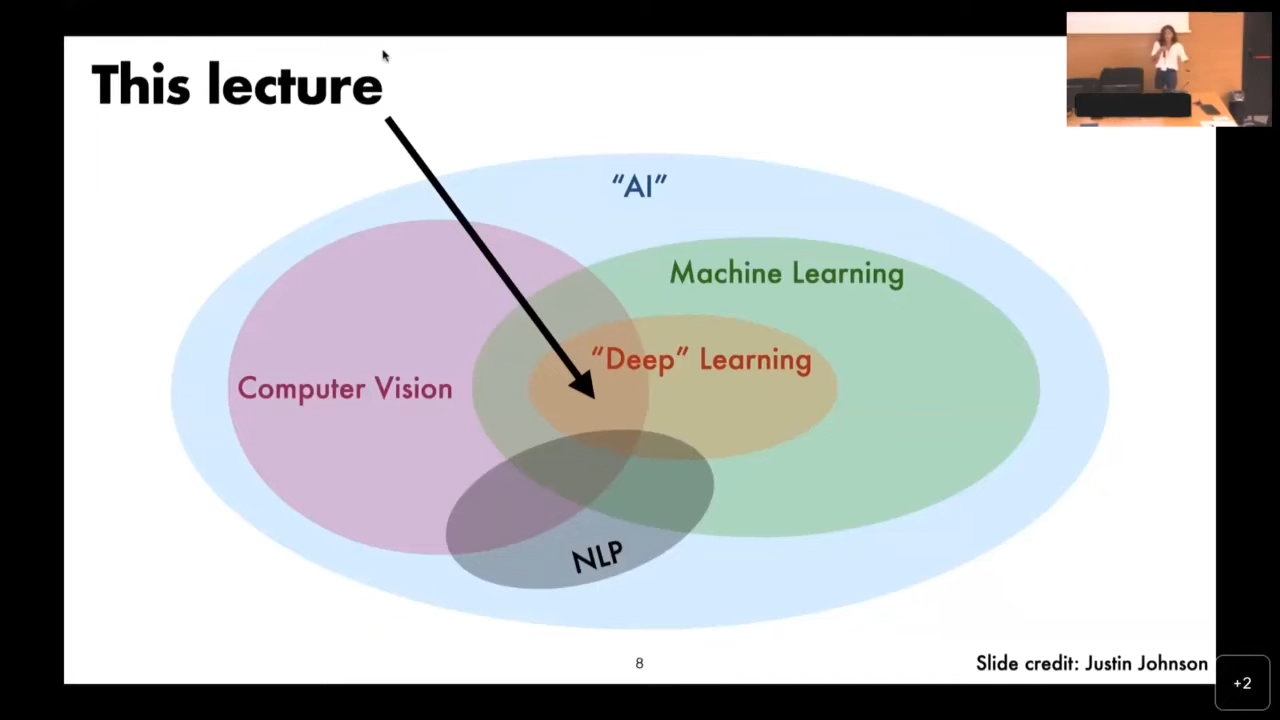 This lecture
“AI”
Machine Learning
“Deep” Learning
Computer Vision
NLP
8
Slide credit: Justin Johnson
+2